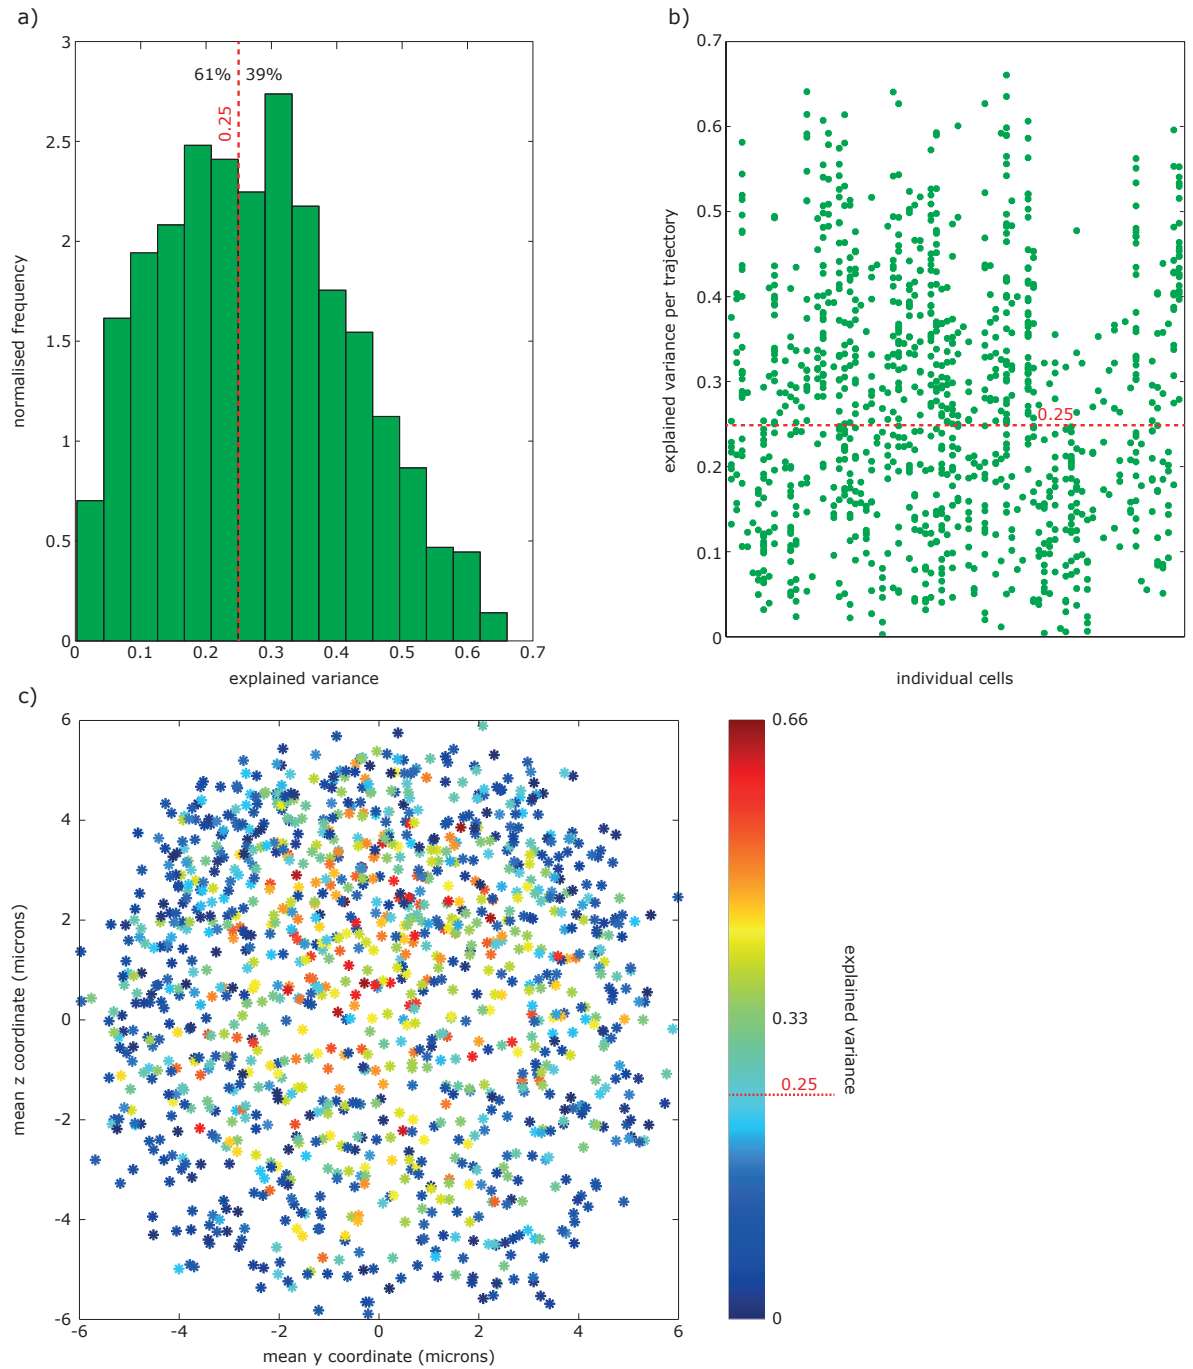 a)
3
2.5
2
1.5
1
0.5
0
normalised frequency
61%
39%
0.25
0 0.1 0.2 0.3 0.4 0.5 0.6 0.7
explained variance
b)
0.7
0.6
0.5
0.4
0.3
0.2
0.1
0
explained variance per trajectory
0.25
individual cells
c)
6
4
2
0
-2
-4
-6
mean z coordinate (microns)
-6 -4 -2 0 2 4 6
mean y coordinate (microns)
0.66
0.33
0.25
0
explained variance